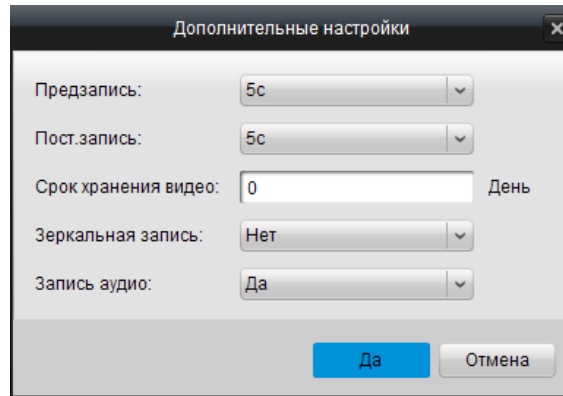 Дополнительные настройки
Предзапись: 5с
Пост.запись: 5с
Срок хранения видео: 0 День
Зеркальная запись: Нет
Запись аудио: Да
Да Отмена